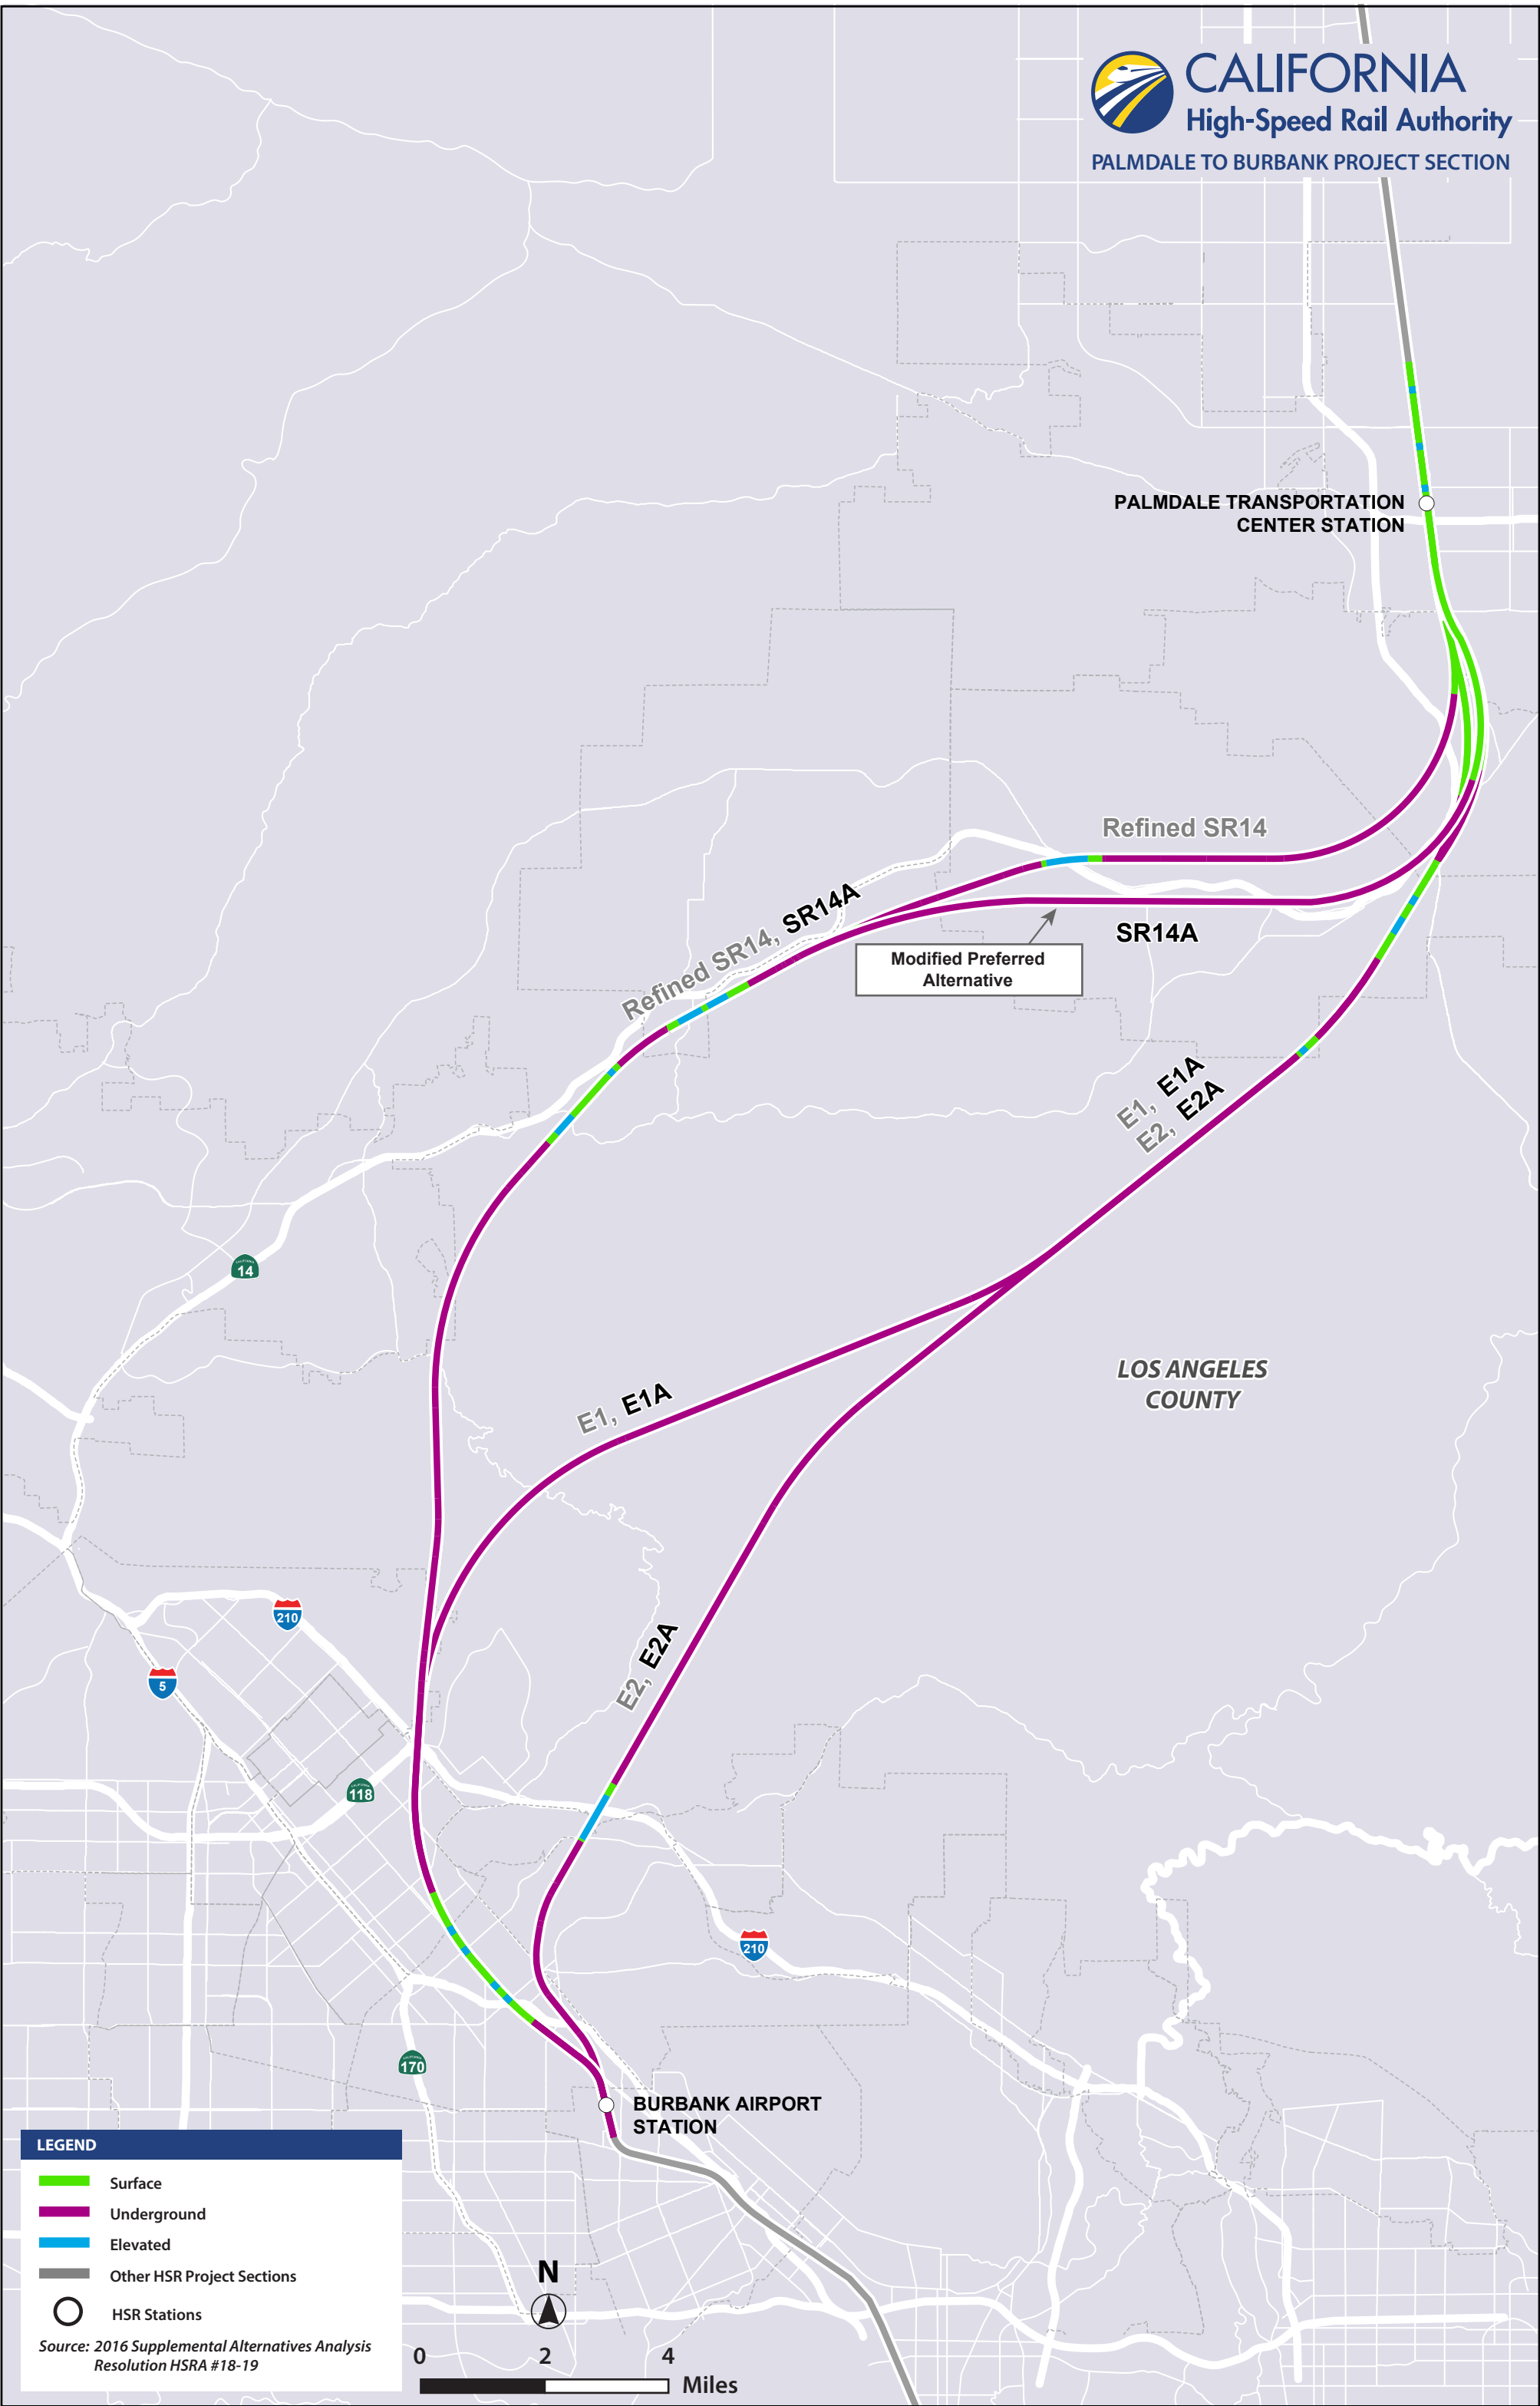 CALIFORNIA
High-Speed Rail Authority
PALMDALE TO BURBANK PROJECT SECTION
PALMDALE TRANSPORTATION
CENTER STATION
Refined SR14
Refined SR14, SR14A
SR14A
Modified Preferred
Alternative
E1, E1A
E2, E2A
14
LOS ANGELES
COUNTY
E1, E1A
210
E2, E2A
5
118
210
170
BURBANK AIRPORT
STATION
LEGEND
Surface
Underground
Elevated
Other HSR Project Sections
HSR Stations
Source: 2016 Supplemental Alternatives Analysis
Resolution HSRA #18-19
N
0 2 4
Miles